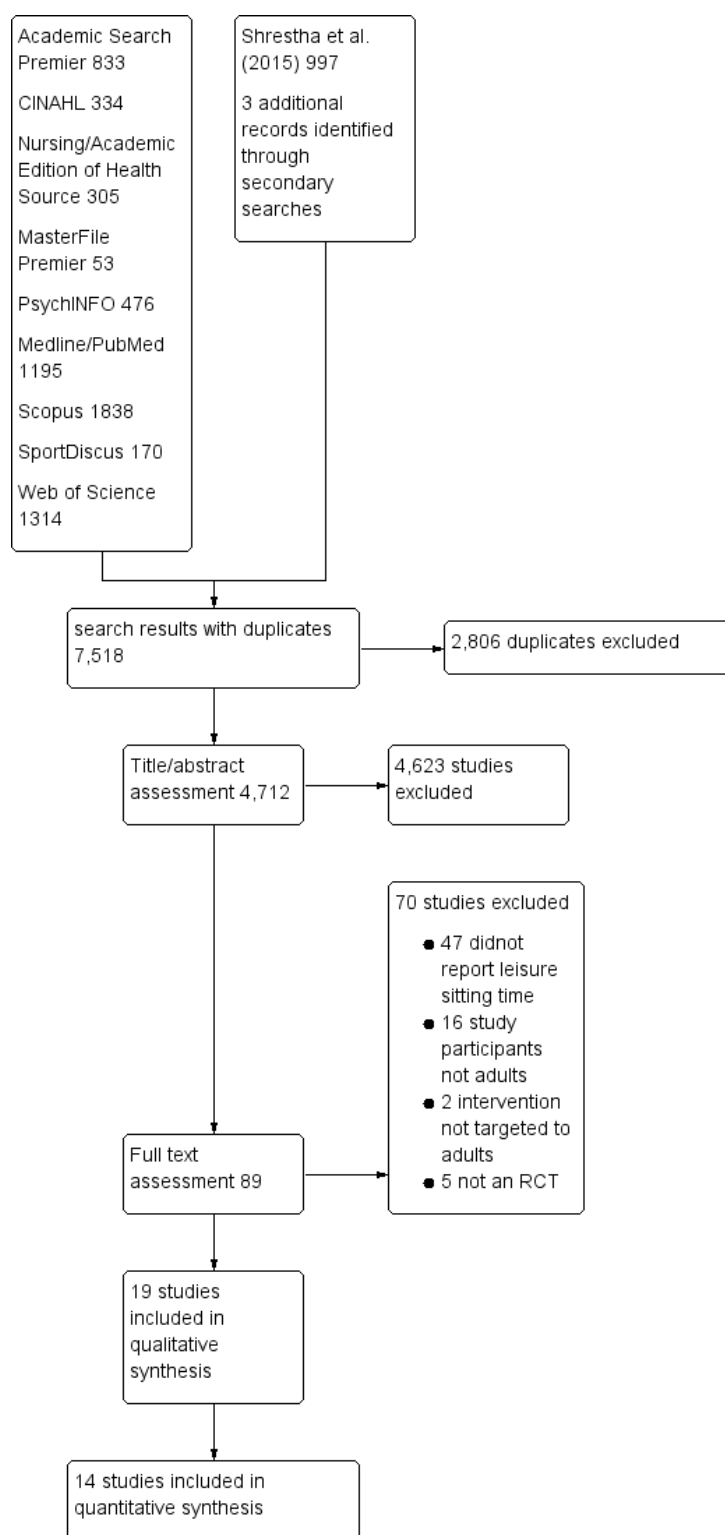 Academic Search
Premier 833
CINAHL 334
Nursing/Academic
Edition of Health
Source 305
MasterFile
Premier 53
PsychINFO 476
Medline/PubMed
1195
Scopus 1838
SportDiscus 170
Web of Science
1314
Shrestha et al.
(2015) 997
3 additional
records identified
through
secondary
searches
search results with duplicates
7,518
2,806 duplicates excluded
Title/abstract
assessment 4,712
4,623 studies
excluded
70 studies excluded
● 47 didnot
report leisure
sitting time
● 16 study
participants
not adults
● 2 intervention
not targeted to
adults
● 5 not an RCT
Full text
assessment 89
19 studies
included in
qualitative
synthesis
14 studies included in
quantitative synthesis